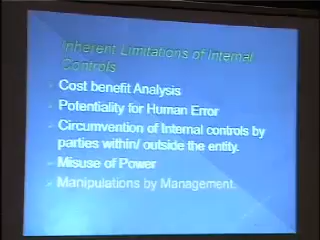 Inherent Limitations of Internal
Controls
Cost benefit Analysis
Potentiality for Human Error
Circumvention of Internal controls by
parties within/ outside the entity.
Misuse of Power
Manipulations by Management.